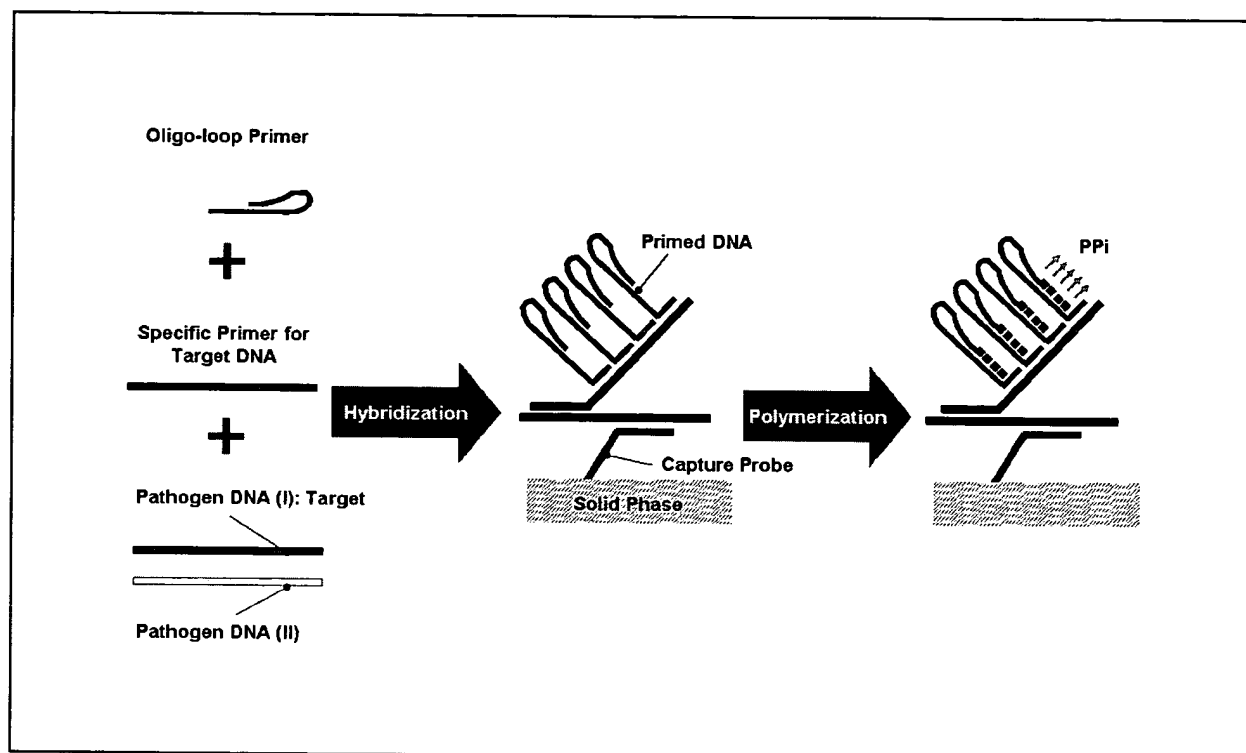 Oligo-loop Primer
Specific Primer for
Target DNA
Pathogen DNA (I): Target
Pathogen DNA (II)
Hybridization
Primed DNA
Capture Probe
Solid Phase
Polymerization
PPi